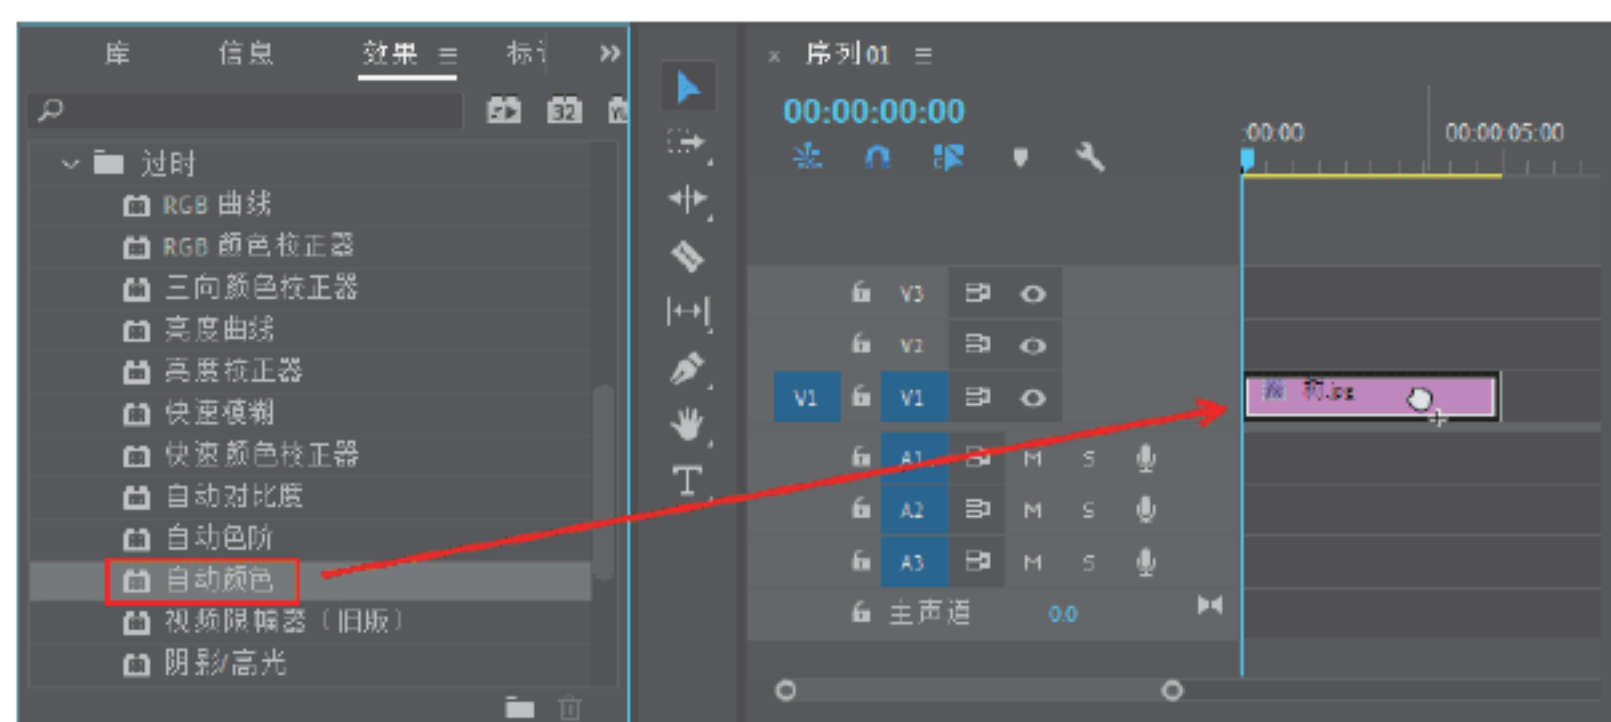 库 信息 效果
RGB 曲线
过时
RGB 颜色校正器
三向颜色校正器
亮度曲线
亮度校正器
快速模糊
快速颜色校正器
自动对比度
自动色阶
自动颜色
视频限幅器（旧版）
阴影/高光
32
T
× 序列 01
00:00:00:00
:00:00 00:00:05:00
V3
V2
V1 V1
fx 荷.jpg
A1 M S
A2 M S
A3 M S
主声道 0.0